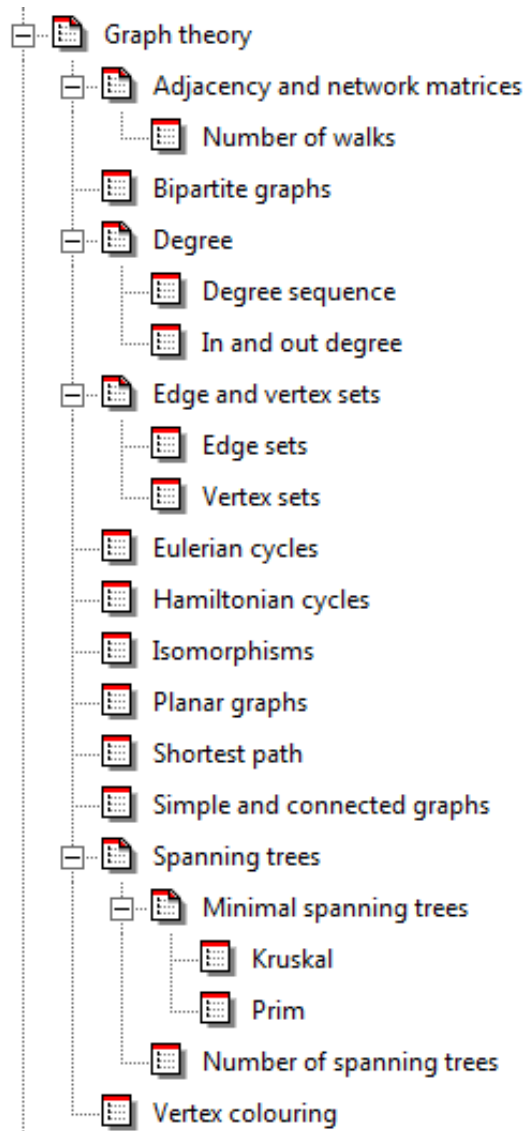 Graph theory
Adjacency and network matrices
Number of walks
Bipartite graphs
Degree
Degree sequence
In and out degree
Edge and vertex sets
Edge sets
Vertex sets
Eulerian cycles
Hamiltonian cycles
Isomorphisms
Planar graphs
Shortest path
Simple and connected graphs
Spanning trees
Minimal spanning trees
Kruskal
Prim
Number of spanning trees
Vertex colouring